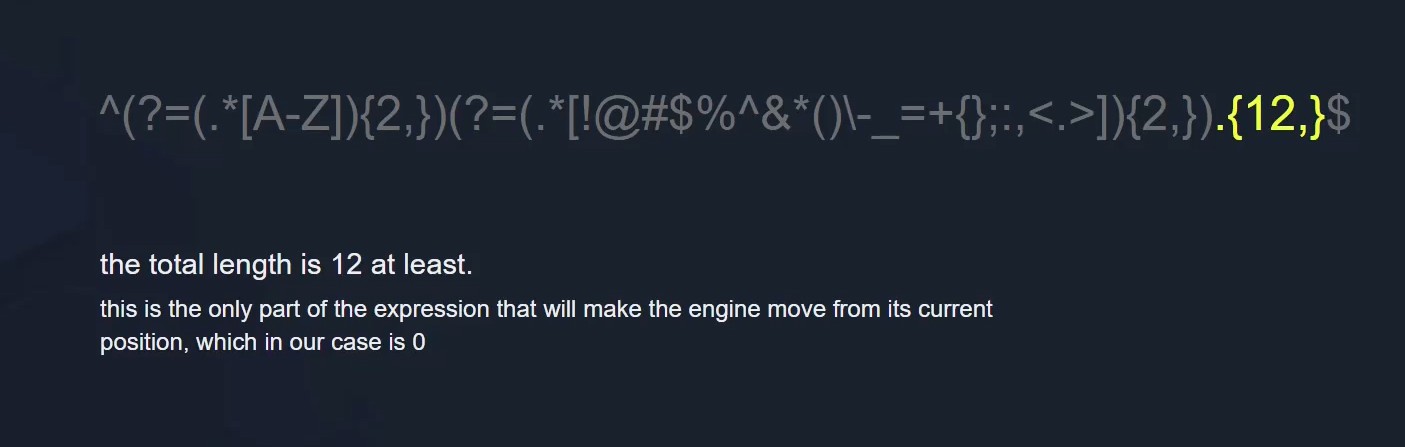 ^(?=(.*[A-Z]){2,})(?=(.*[!@#$%^&*()\-_=+{};:,<.>]){2,}).{12,}$
the total length is 12 at least.
this is the only part of the expression that will make the engine move from its current
position, which in our case is 0